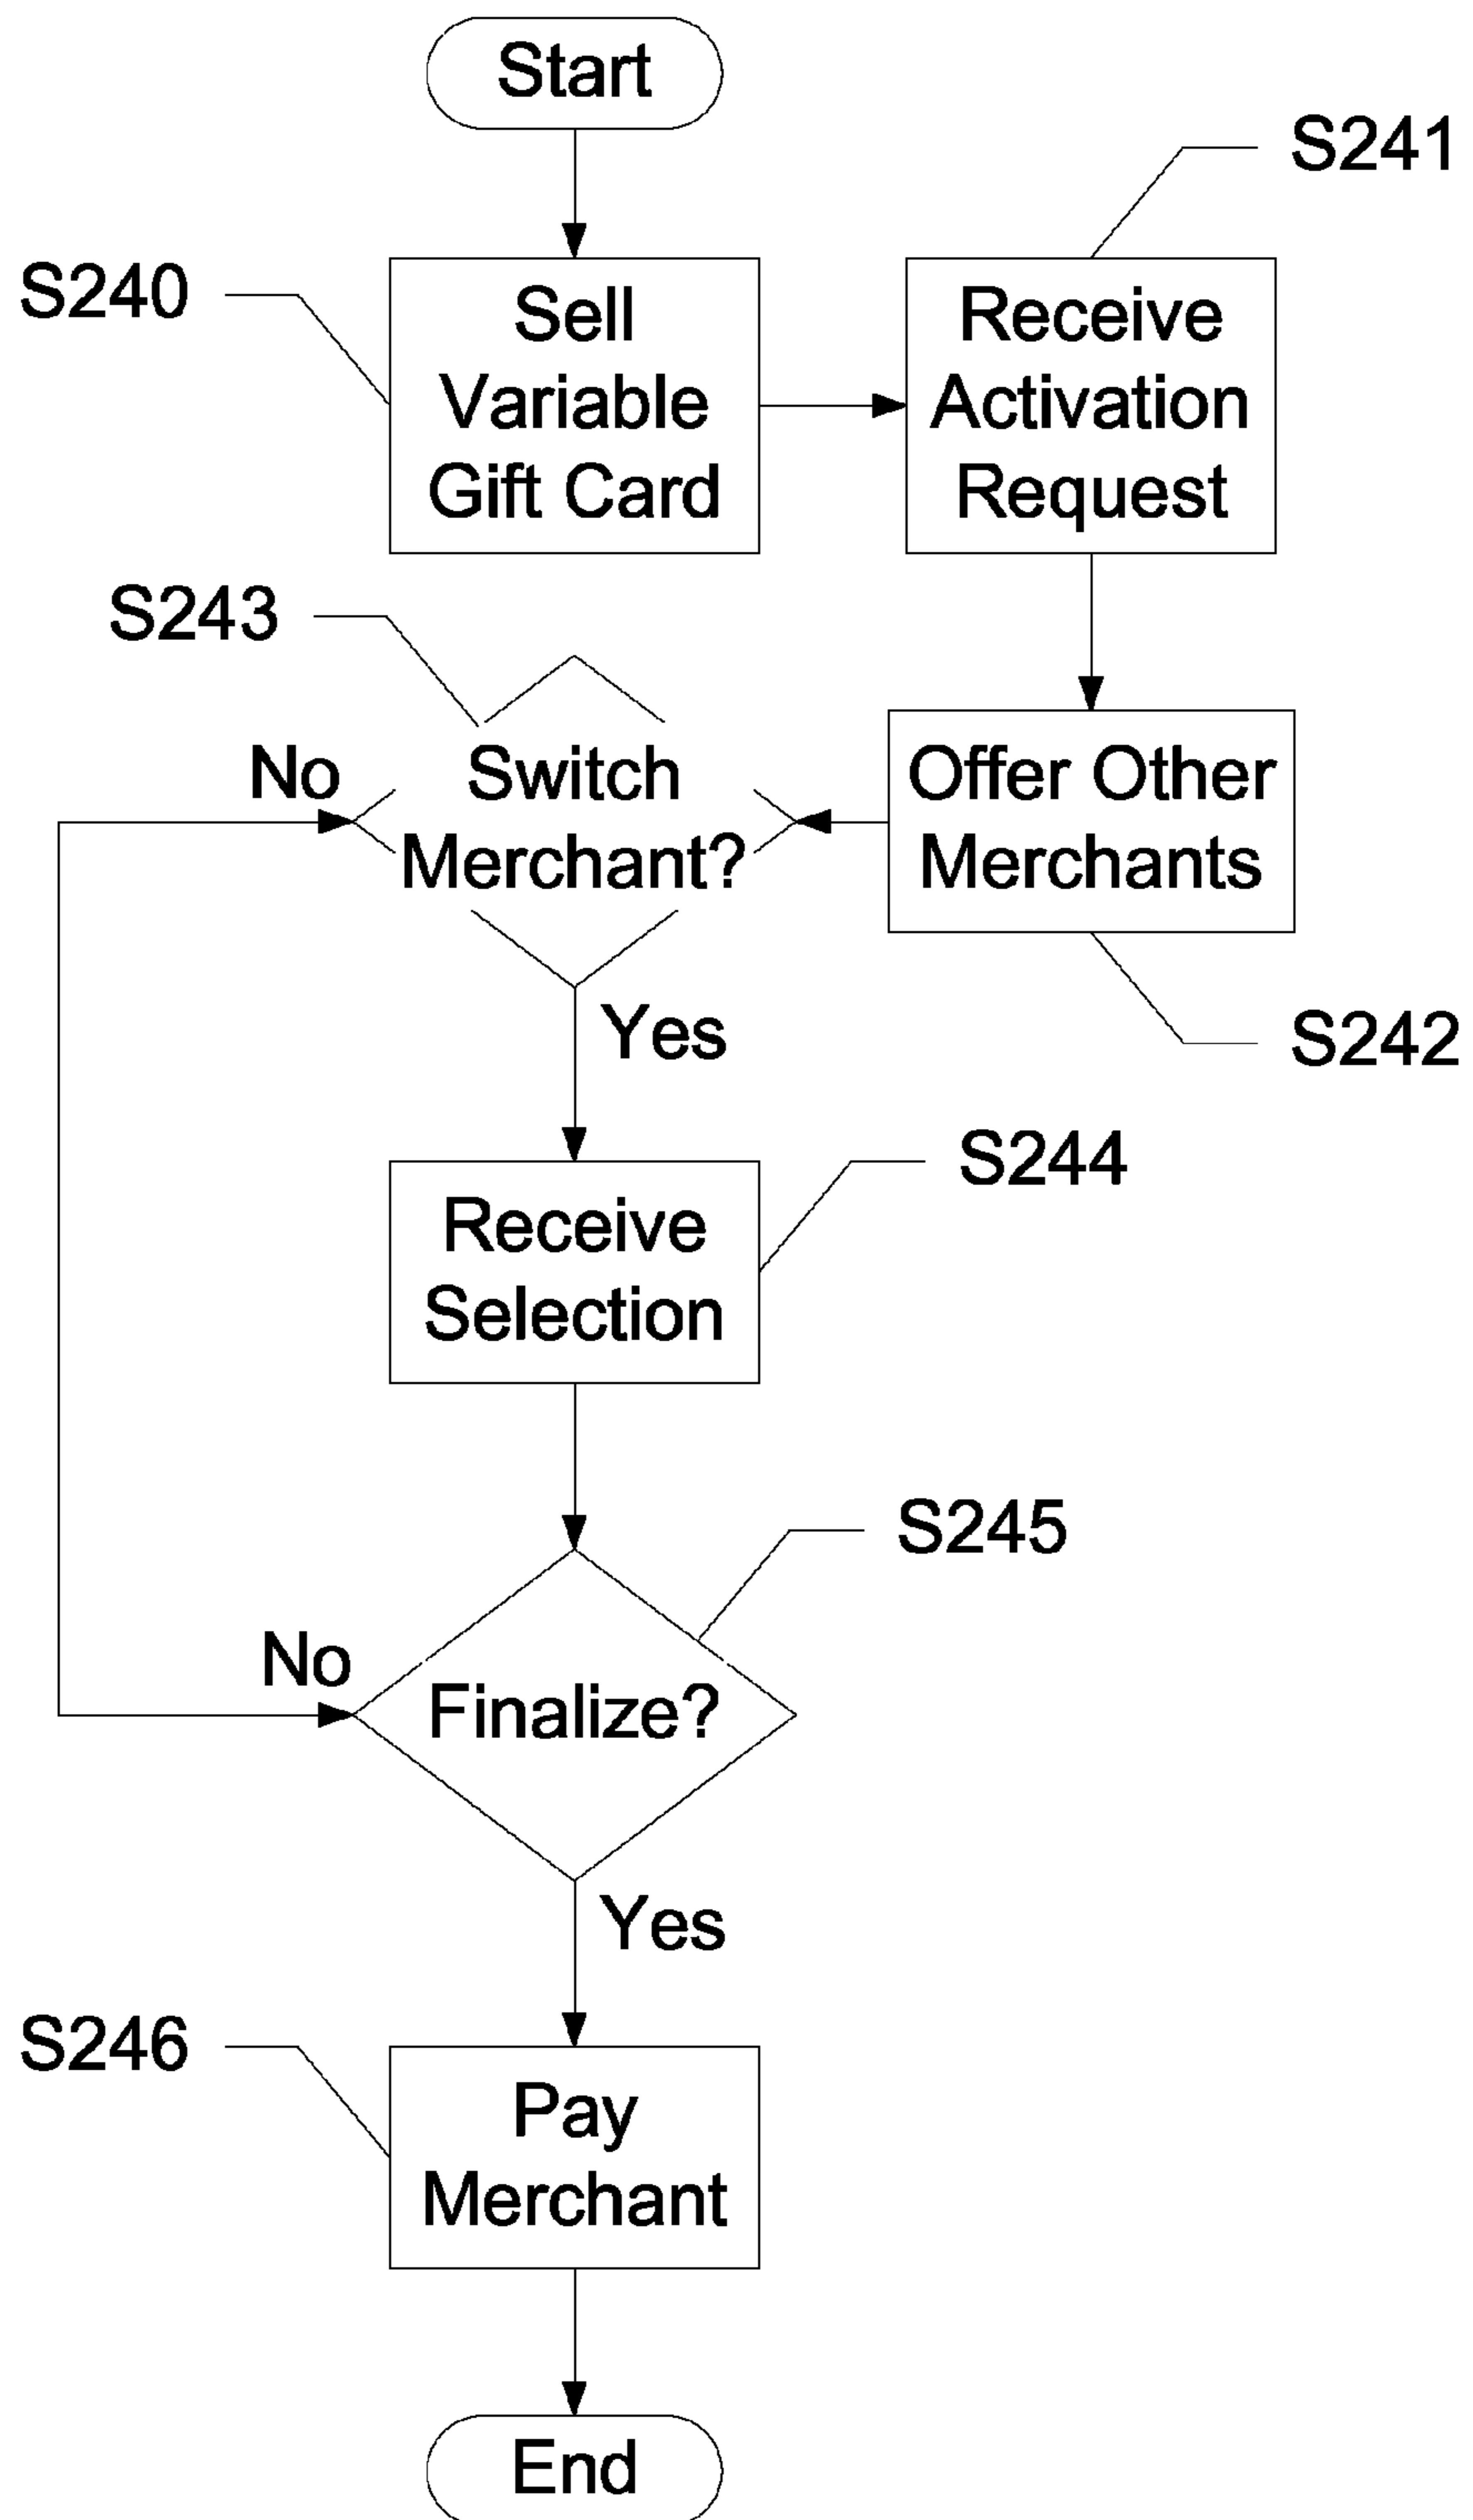 Start
S241
S240
Sell
Variable
Gift Card
Receive
Activation
Request
S243
No
Switch
Merchant?
Offer Other
Merchants
Yes
S242
S244
Receive
Selection
S245
No
Finalize?
Yes
S246
Pay
Merchant
End